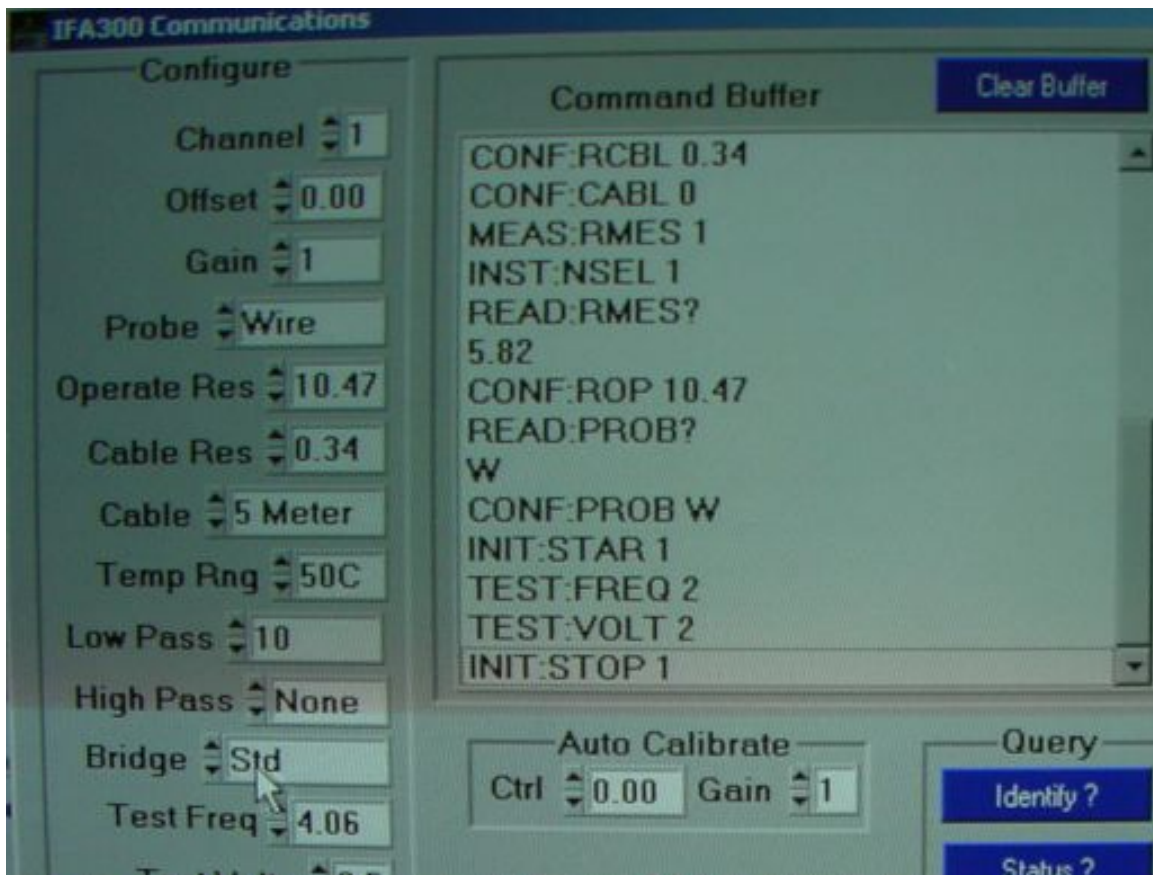 IFA300 Communications
Configure
Channel 1
Offset 0.00
Gain 1
Probe Wire
Operate Res 10.47
Cable Res 0.34
Cable 5 Meter
Temp Rng 50C
Low Pass 10
High Pass None
Bridge Std
Test Freq 4.06
Command Buffer
Clear Buffer
CONF:RCBL 0.34
CONF:CABL 0
MEAS:RMES 1
INST:NSEL 1
READ:RMES?
5.82
CONF:ROP 10.47
READ:PROB?
W
CONF:PROB W
INIT:STAR 1
TEST:FREQ 2
TEST:VOLT 2
INIT:STOP 1
Auto Calibrate
Ctrl 0.00 Gain 1
Query
Identify ?
Status ?